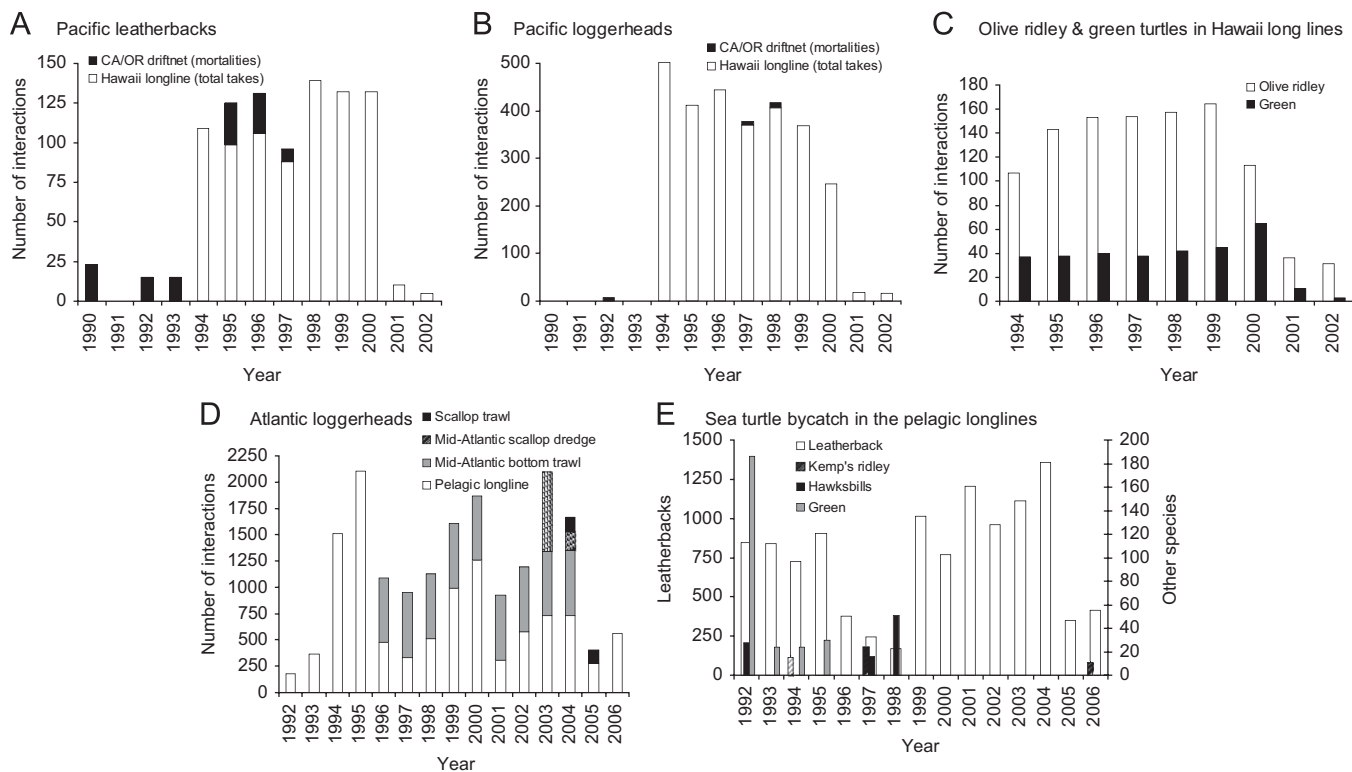 A Pacific leatherbacks
CA/OR driftnet (mortalities)
Hawaii longline (total takes)
Number of interactions
150
125
100
75
50
25
0
1990 1991 1992 1993 1994 1995 1996 1997 1998 1999 2000 2001 2002
Year
B Pacific loggerheads
CA/OR driftnet (mortalities)
Hawaii longline (total takes)
Number of interactions
500
400
300
200
100
0
1990 1991 1992 1993 1994 1995 1996 1997 1998 1999 2000 2001 2002
Year
C Olive ridley & green turtles in Hawaii long lines
Olive ridley
Green
Number of interactions
180
160
140
120
100
80
60
40
20
0
1994 1995 1996 1997 1998 1999 2000 2001 2002
Year
D Atlantic loggerheads
Scallop trawl
Mid-Atlantic scallop dredge
Mid-Atlantic bottom trawl
Pelagic longline
Number of interactions
2250
2000
1750
1500
1250
1000
750
500
250
0
1992 1993 1994 1995 1996 1997 1998 1999 2000 2001 2002 2003 2004 2005 2006
Year
E Sea turtle bycatch in the pelagic longlines
Leatherback
Kemp's ridley
Hawksbills
Green
Leatherbacks
1500
1250
1000
750
500
250
0
Other species
200
180
160
140
120
100
80
60
40
20
0
1992 1993 1994 1995 1996 1997 1998 1999 2000 2001 2002 2003 2004 2005 2006
Year